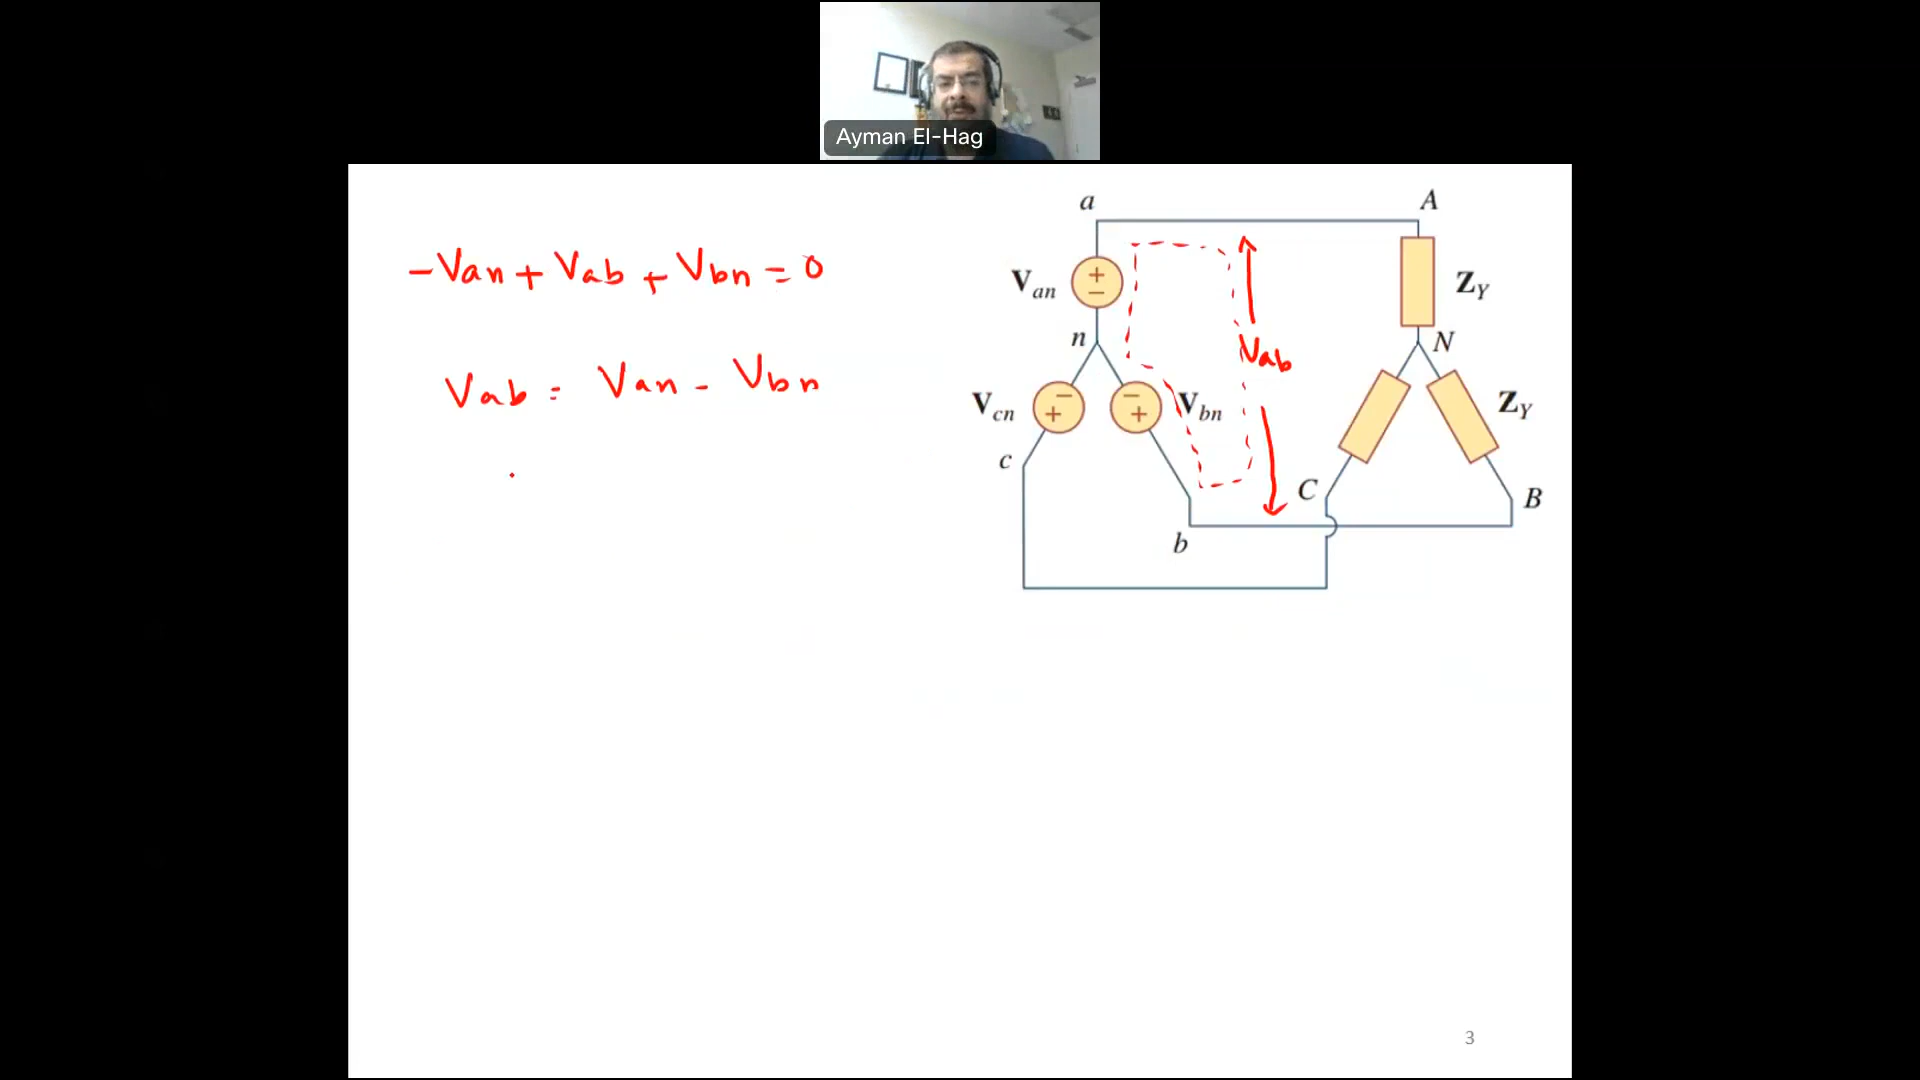 Ayman El-Hag
-Van + Vab + Vbn = 0
Vab = Van - Vbn
a
A
Van
+
−
ZY
n
N
Vab
Vcn
−
+
−
+
Vbn
ZY
c
C
B
b
3